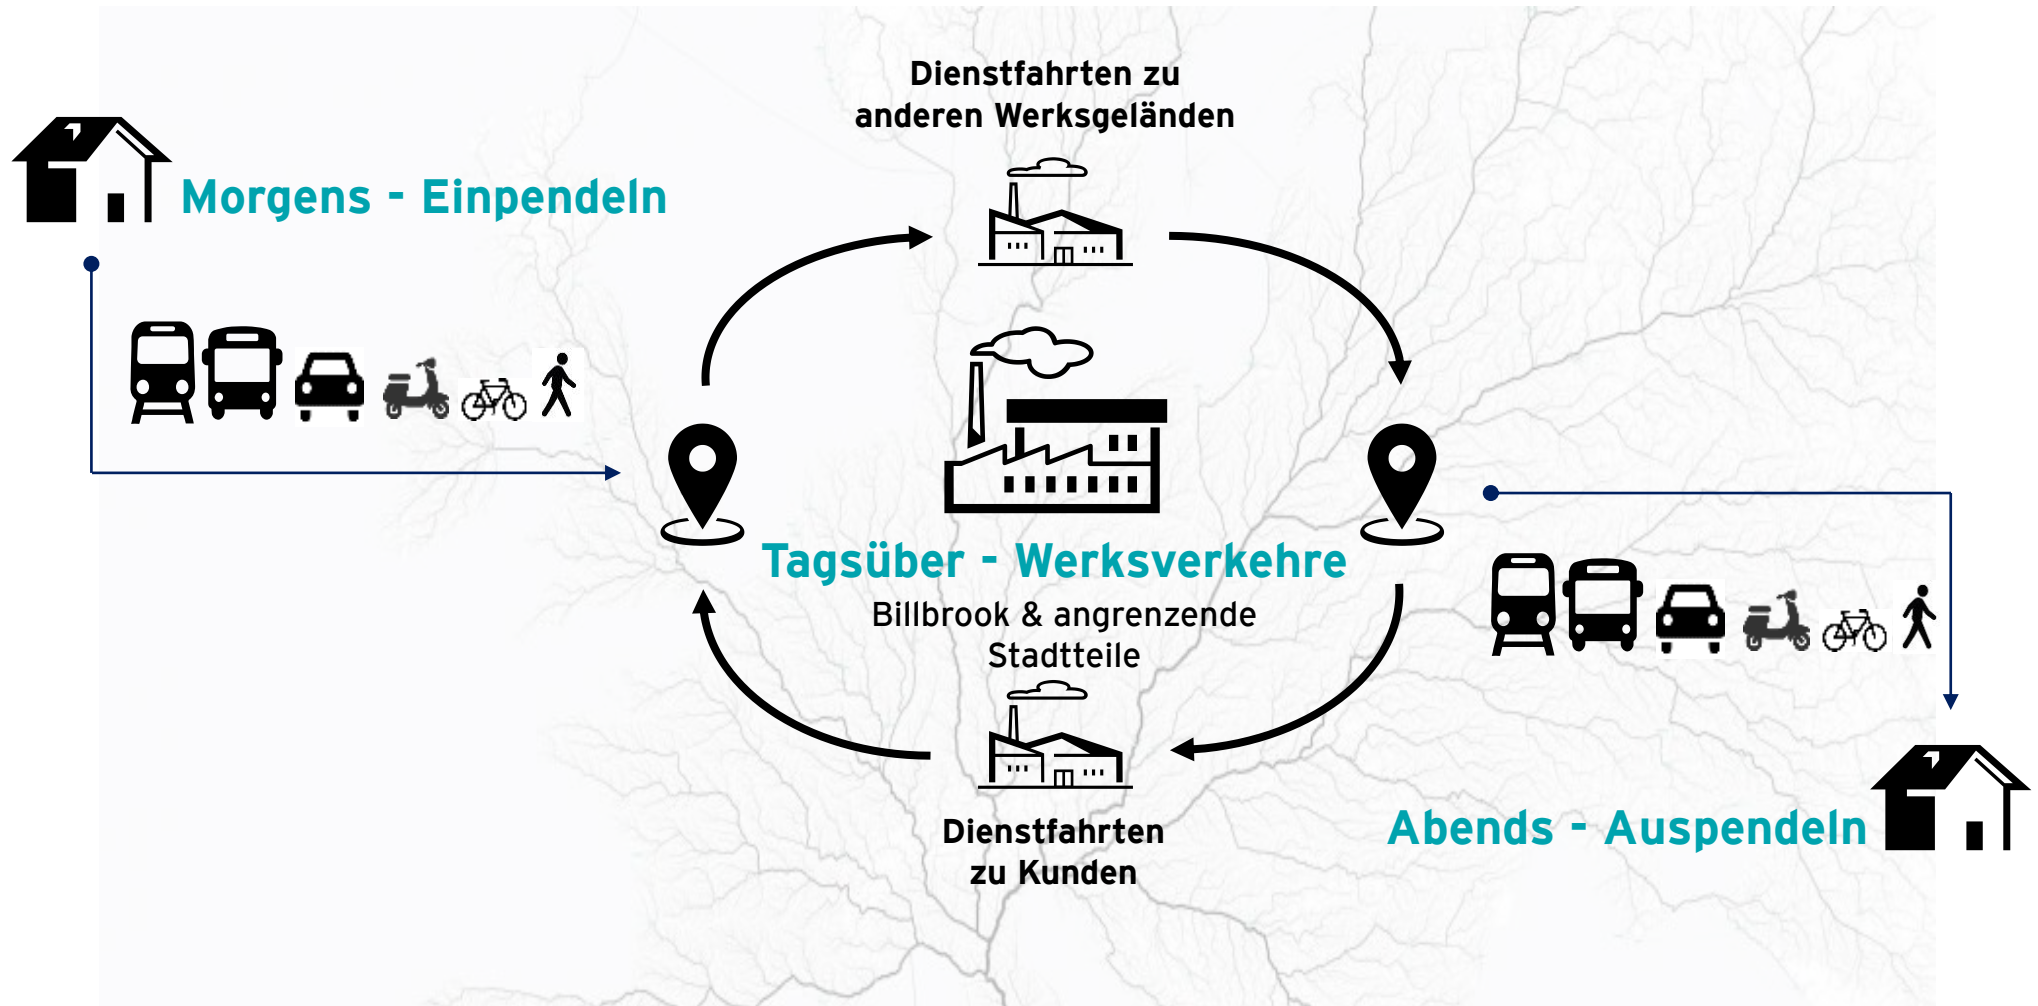 Dienstfahrten zu
anderen Werksgeländen
Morgens - Einpendeln
Tagsüber - Werksverkehre
Billbrook & angrenzende
Stadtteile
Dienstfahrten
zu Kunden
Abends - Auspendeln